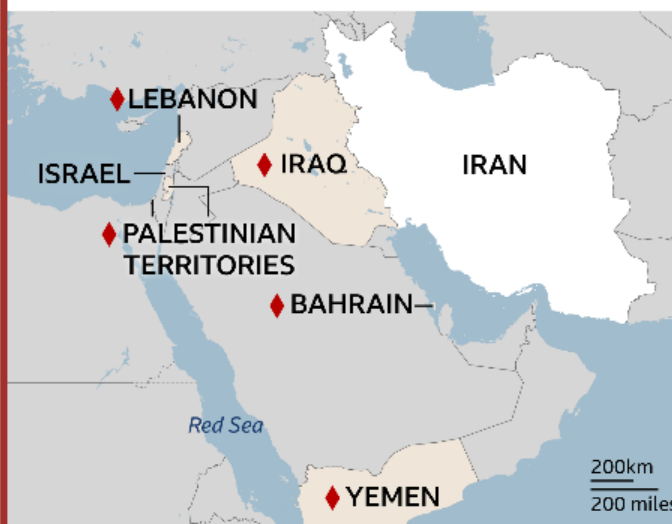 LEBANON
ISRAEL
IRAQ
IRAN
PALESTINIAN
TERRITORIES
BAHRAIN
Red Sea
YEMEN
200km
200 miles